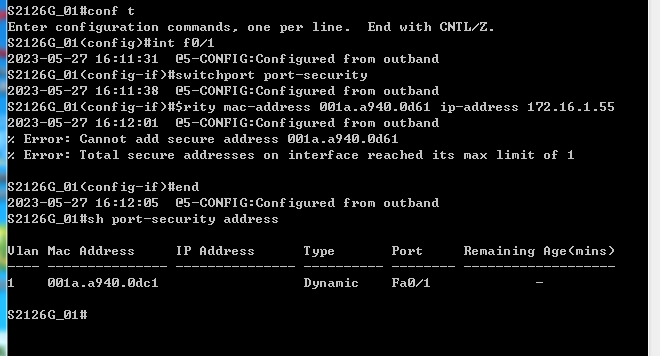 S2126G_01#conf t
Enter configuration commands, one per line.  End with CNTL/Z.
S2126G_01(config)#int f0/1
2023-05-27 16:11:31  @5-CONFIG:Configured from outband
S2126G_01(config-if)#switchport port-security
2023-05-27 16:11:38  @5-CONFIG:Configured from outband
S2126G_01(config-if)#$rity mac-address 001a.a940.0d61 ip-address 172.16.1.55
2023-05-27 16:12:01  @5-CONFIG:Configured from outband
% Error: Cannot add secure address 001a.a940.0d61
% Error: Total secure addresses on interface reached its max limit of 1
S2126G_01(config-if)#end
2023-05-27 16:12:05  @5-CONFIG:Configured from outband
S2126G_01#sh port-security address
Vlan Mac Address     IP Address      Type       Port     Remaining Age(mins)
---- --------------- --------------- ---------- -------- -------------------
1    001a.a940.0dc1                  Dynamic    Fa0/1             -
S2126G_01#